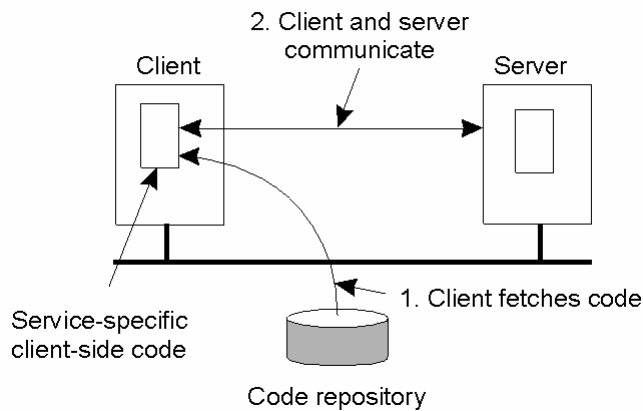 2. Client and server
communicate
Client
Server
1. Client fetches code
Service-specific
client-side code
Code repository